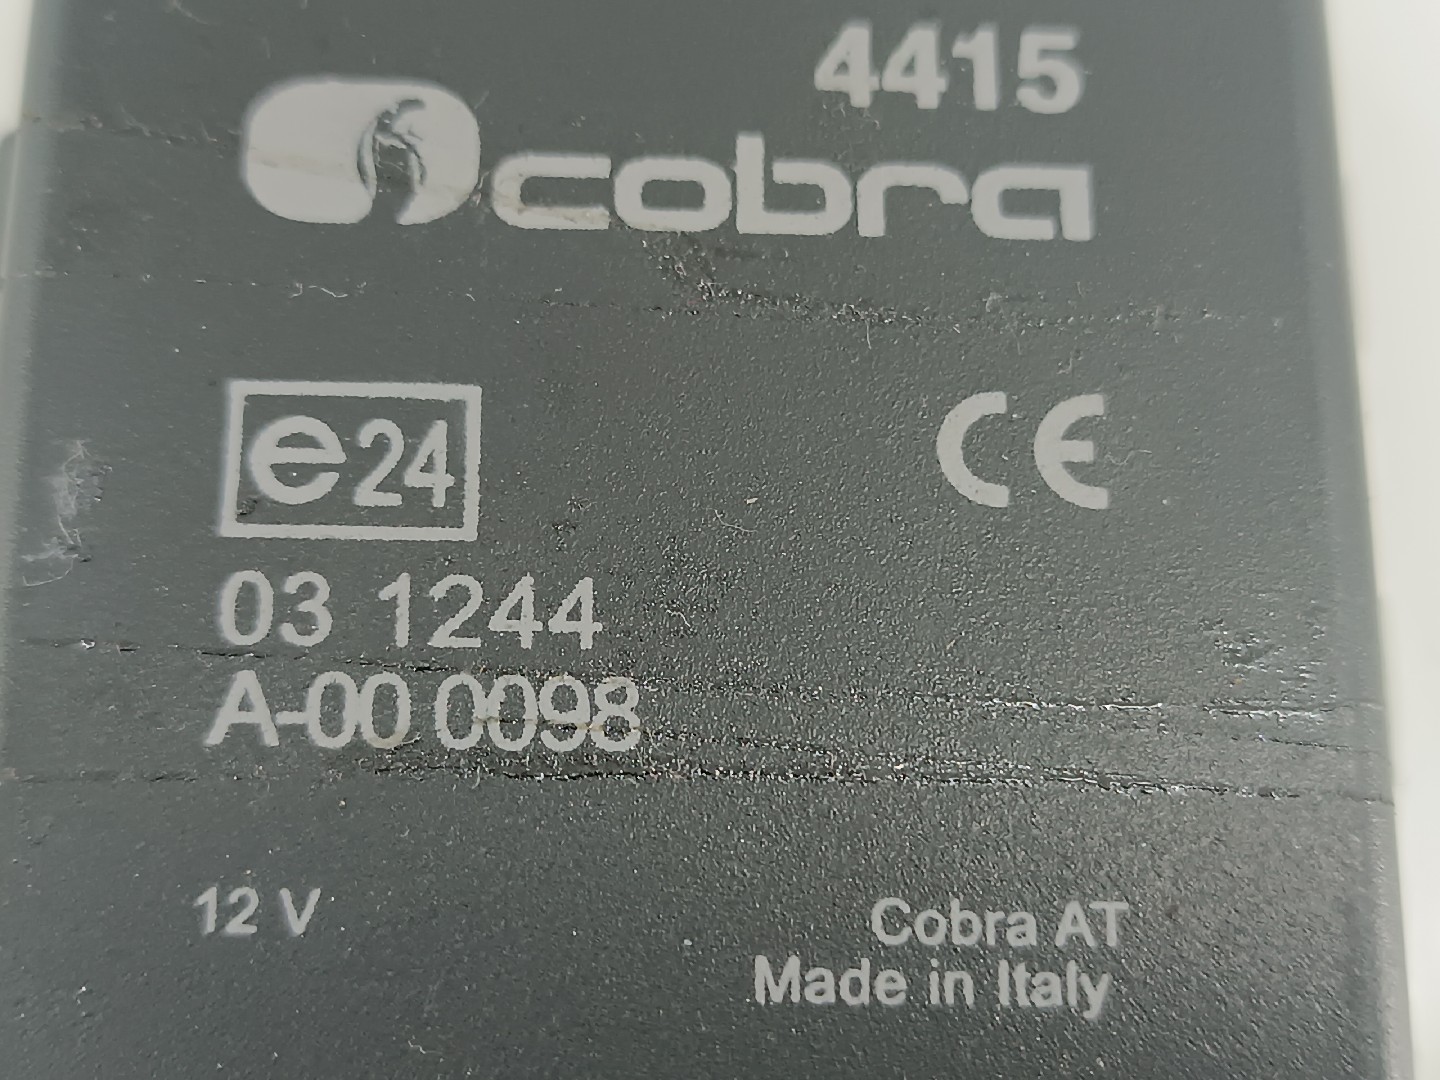 4415
cobra
e24
CE
03 1244
A-00 0098
12 V
Cobra AT
Made in Italy